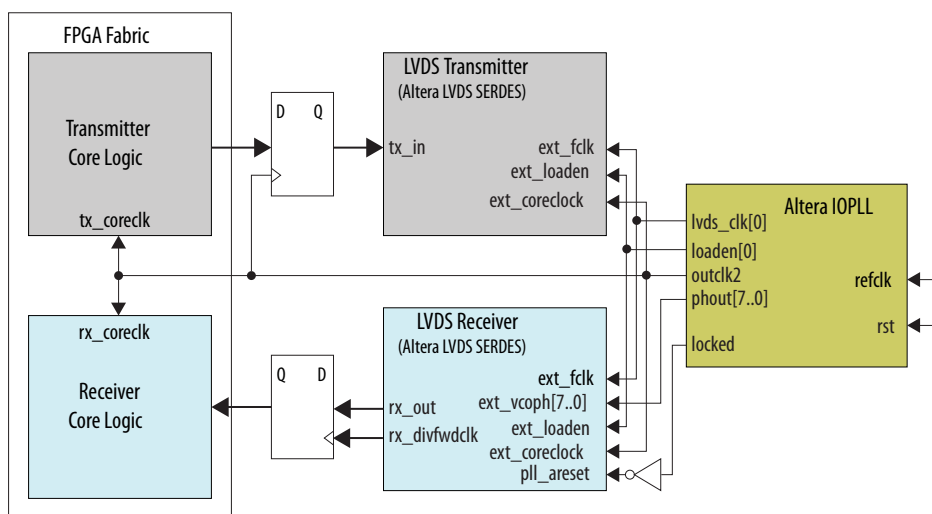 FPGA Fabric
Transmitter
Core Logic
tx_coreclk
D Q
LVDS Transmitter
(Altera LVDS SERDES)
tx_in
ext_fclk
ext_loaden
ext_coreclock
Altera IOPLL
lvds_clk[0]
loaden[0]
outclk2
phout[7..0]
locked
refclk
rst
rx_coreclk
Receiver
Core Logic
Q D
LVDS Receiver
(Altera LVDS SERDES)
rx_out
rx_divfwdclk
ext_fclk
ext_vcoph[7..0]
ext_loaden
ext_coreclock
pll_areset